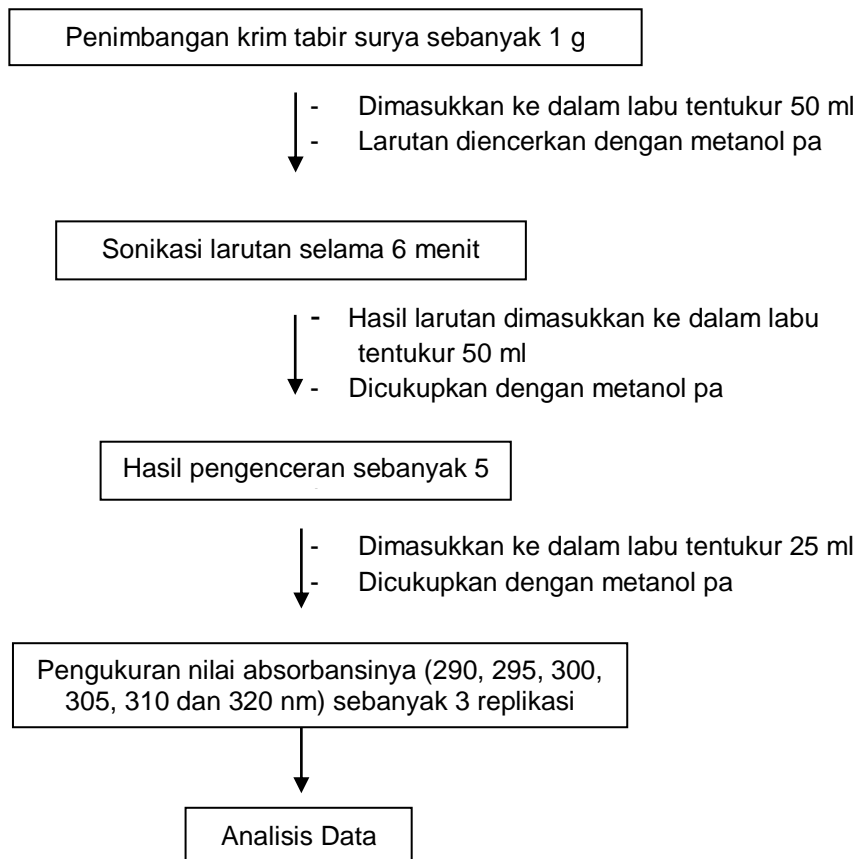 Penimbangan krim tabir surya sebanyak 1 g
- Dimasukkan ke dalam labu tentukur 50 ml
- Larutan diencerkan dengan metanol pa
Sonikasi larutan selama 6 menit
- Hasil larutan dimasukkan ke dalam labu
tentukur 50 ml
- Dicukupkan dengan metanol pa
Hasil pengenceran sebanyak 5
- Dimasukkan ke dalam labu tentukur 25 ml
- Dicukupkan dengan metanol pa
Pengukuran nilai absorbansinya (290, 295, 300,
305, 310 dan 320 nm) sebanyak 3 replikasi
Analisis Data